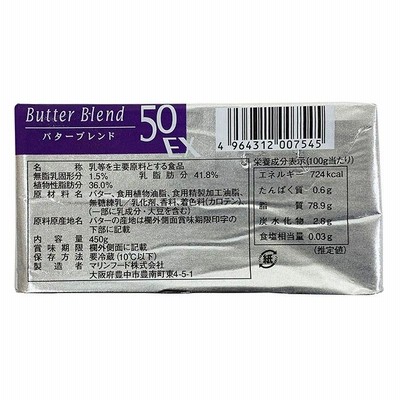 Butter Blend
バターブレンド
50
EX
4 964312 007545
名称 乳等を主要原料とする食品
無脂乳固形分 1.5% 乳脂肪分 41.8%
植物性脂肪分 36.0%
原材料名 バター、食用植物油脂、食用精製加工油脂、
無糖練乳/乳化剤、香料、着色料(カロテン)、
(一部に乳成分・大豆を含む)
原料原産地名 バターの産地は欄外側面賞味期限印字の
下部に記載
内容量 450g
賞味期限 欄外側面に記載
保存方法 要冷蔵(10℃以下)
製造者 マリンフード株式会社
大阪府豊中市豊南町東4-5-1
栄養成分表示(100g当たり)
エネルギー 724kcal
たんぱく質 0.6g
脂質 78.9g
炭水化物 2.8g
食塩相当量 0.03g
(推定値)
紙